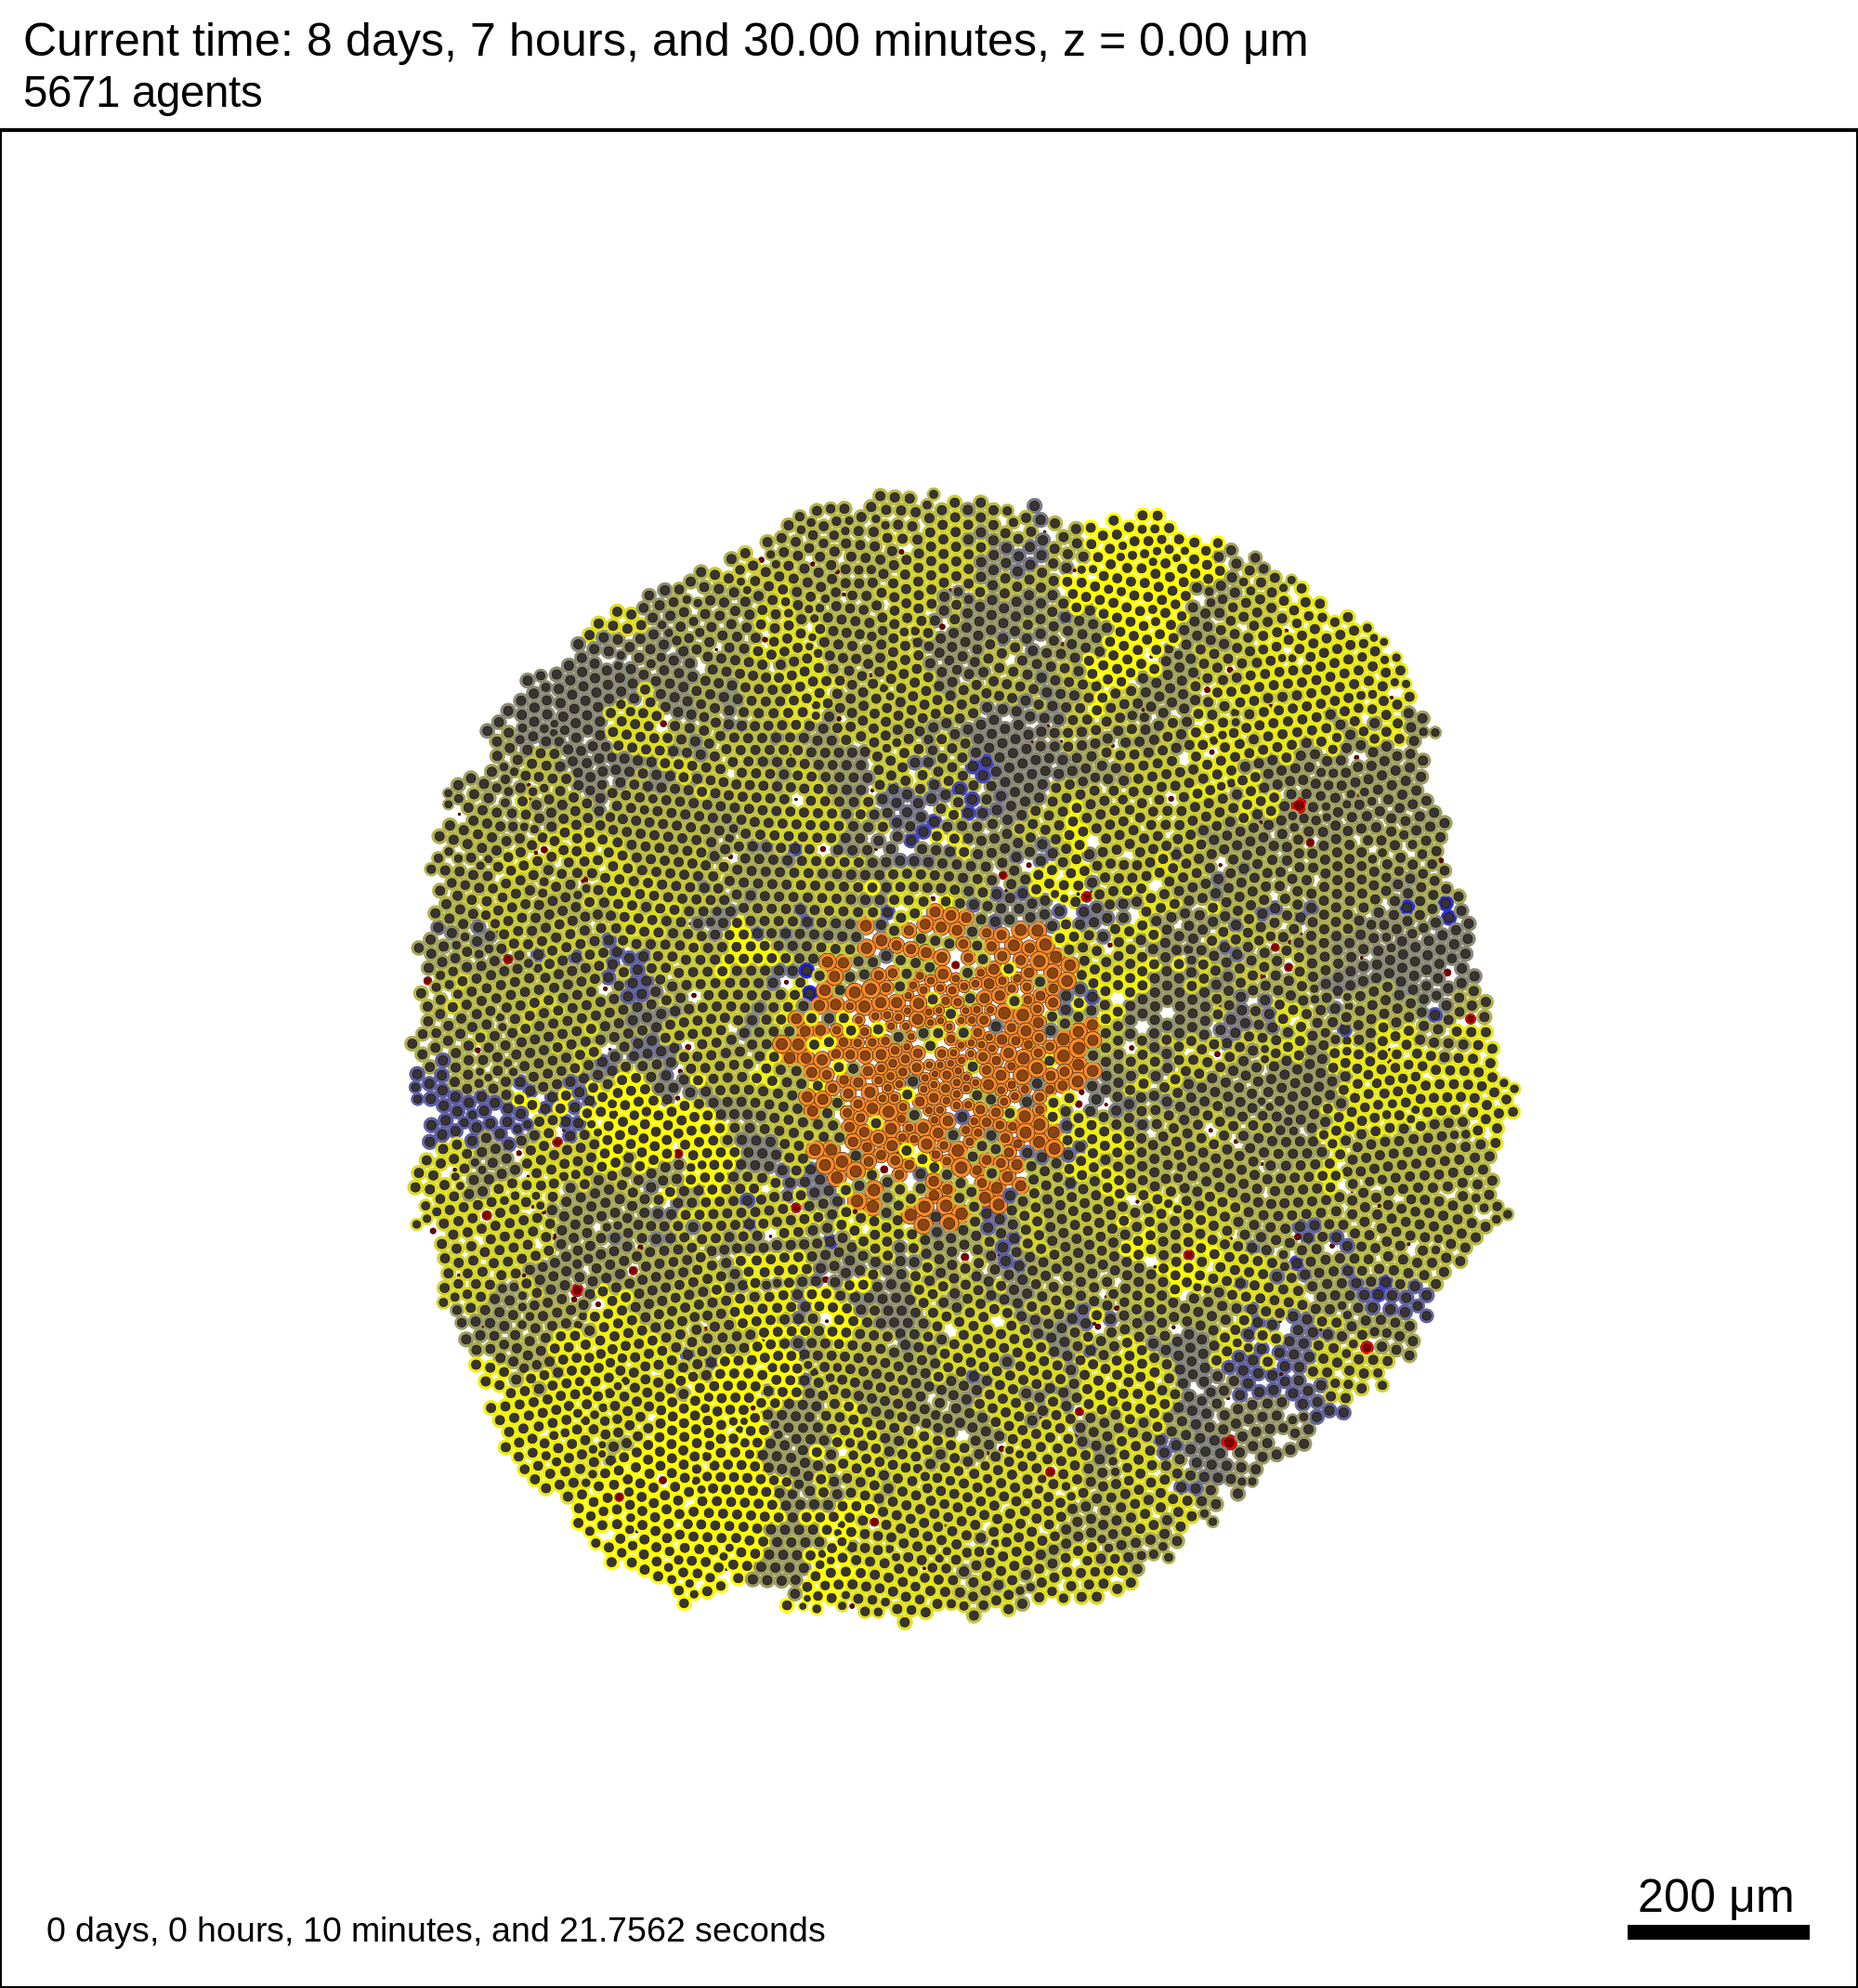 Current time: 8 days, 7 hours, and 30.00 minutes, z = 0.00 μm
5671 agents
200 μm
0 days, 0 hours, 10 minutes, and 21.7562 seconds